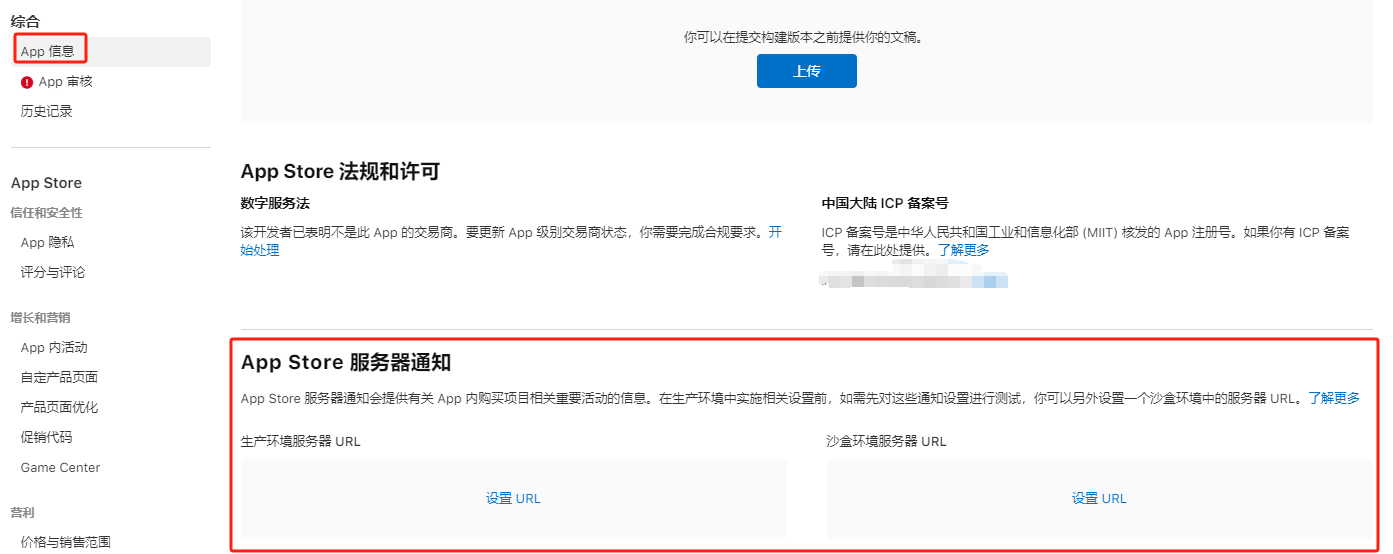 综合
App 信息
App 审核
历史记录
App Store
信任和安全性
App 隐私
评分与评论
增长和营销
App 内活动
自定产品页面
产品页面优化
促销代码
Game Center
营利
价格与销售范围
你可以在提交构建版本之前提供你的文稿。
上传
App Store 法规和许可
数字服务法
该开发者已表明不是此 App 的交易商。要更新 App 级别交易商状态，你需要完成合规要求。开
始处理
中国大陆 ICP 备案号
ICP 备案号是中华人民共和国工业和信息化部 (MIIT) 核发的 App 注册号。如果你有 ICP 备案
号，请在此处提供。了解更多
App Store 服务器通知
App Store 服务器通知会提供有关 App 内购买项目相关重要活动的信息。在生产环境中实施相关设置前，如需先对这些通知设置进行测试，你可以另外设置一个沙盒环境中的服务器 URL。了解更多
生产环境服务器 URL
设置 URL
沙盒环境服务器 URL
设置 URL